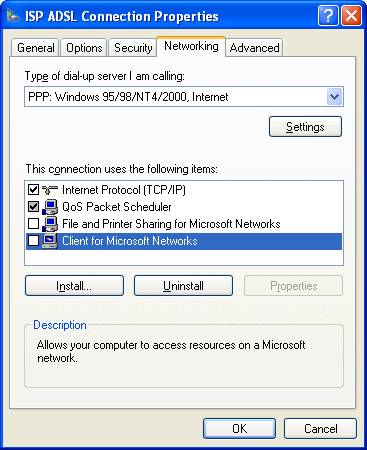 ISP ADSL Connection Properties
General Options Security Networking Advanced
Type of dial-up server I am calling:
PPP: Windows 95/98/NT4/2000, Internet
Settings
This connection uses the following items:
Internet Protocol (TCP/IP)
QoS Packet Scheduler
File and Printer Sharing for Microsoft Networks
Client for Microsoft Networks
Install... Uninstall Properties
Description
Allows your computer to access resources on a Microsoft
network.
OK Cancel